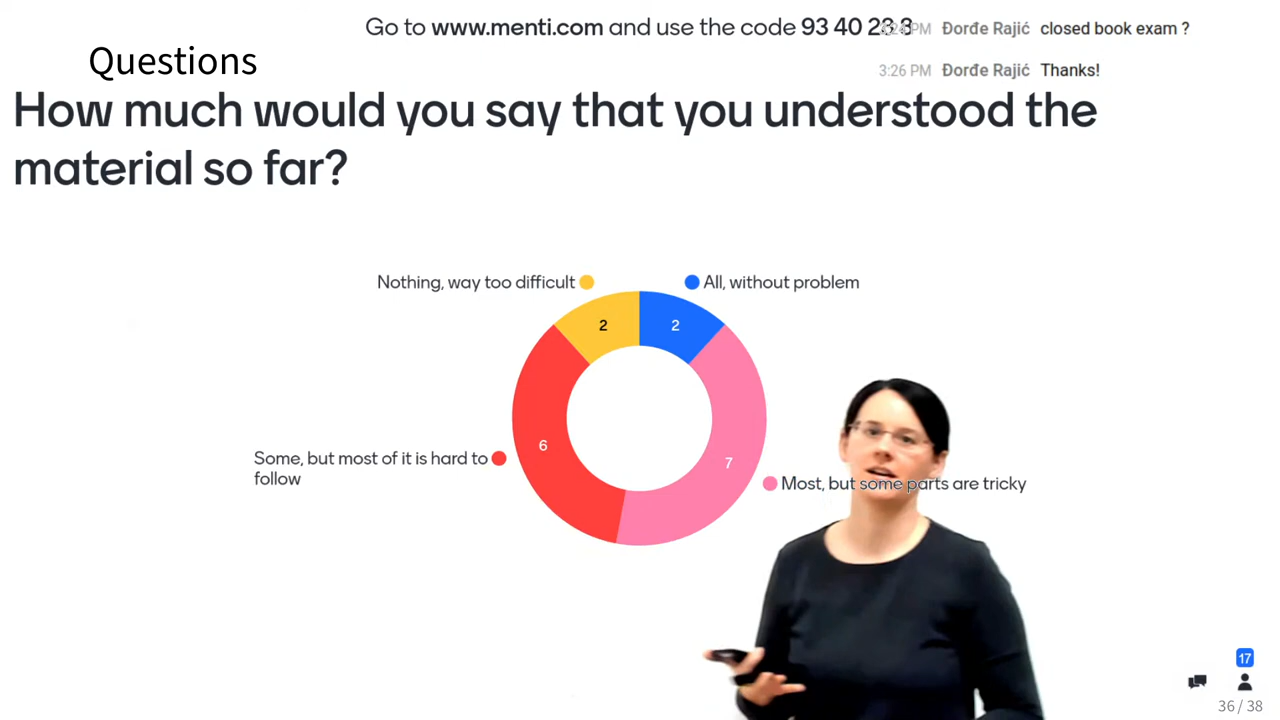 Go to www.menti.com and use the code 93 40 22 3
PM Đorđe Rajić closed book exam ?
Questions
3:26 PM Đorđe Rajić Thanks!
How much would you say that you understood the
material so far?
Nothing, way too difficult
All, without problem
2
2
6
7
Some, but most of it is hard to
follow
Most, but some parts are tricky
17
36 / 38